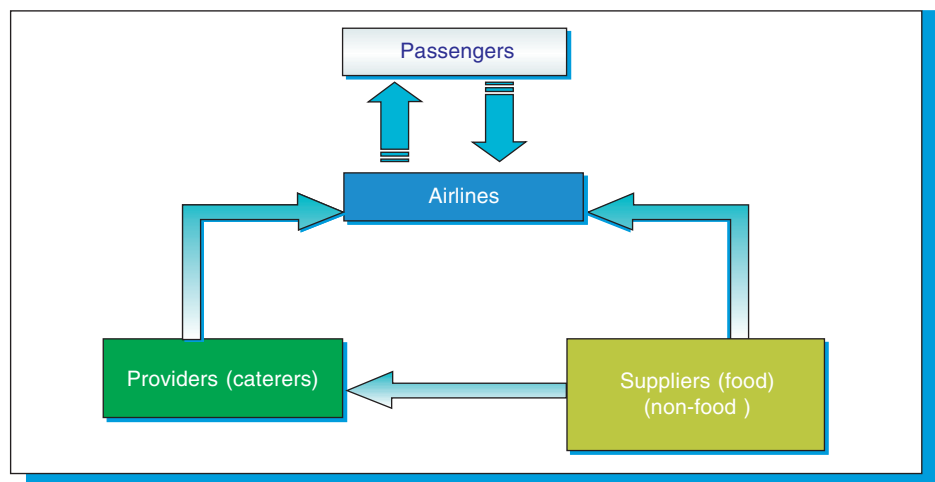 Passengers
Airlines
Providers (caterers)
Suppliers (food)
(non-food )